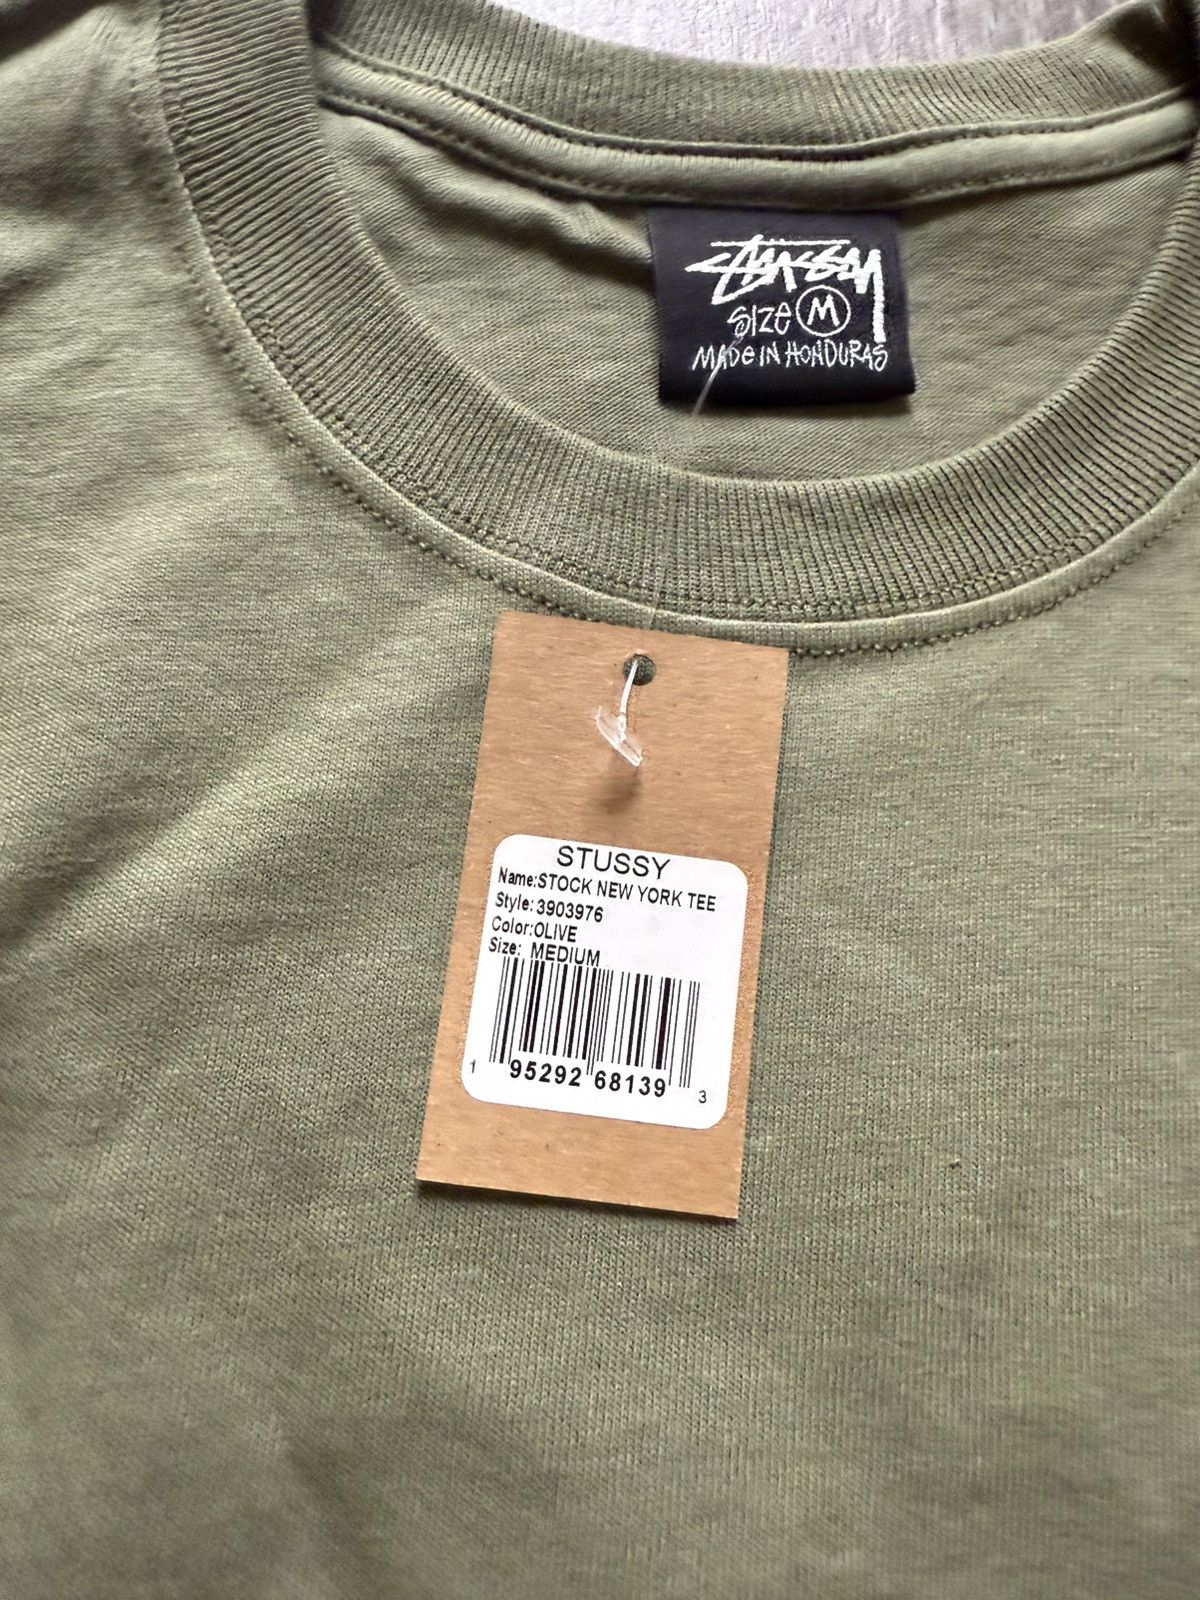 STUSSY
SIZE M
MADE IN HONDURAS
STUSSY
Name:STOCK NEW YORK TEE
Style: 3903976
Color:OLIVE
Size: MEDIUM
1 95292 68139 3